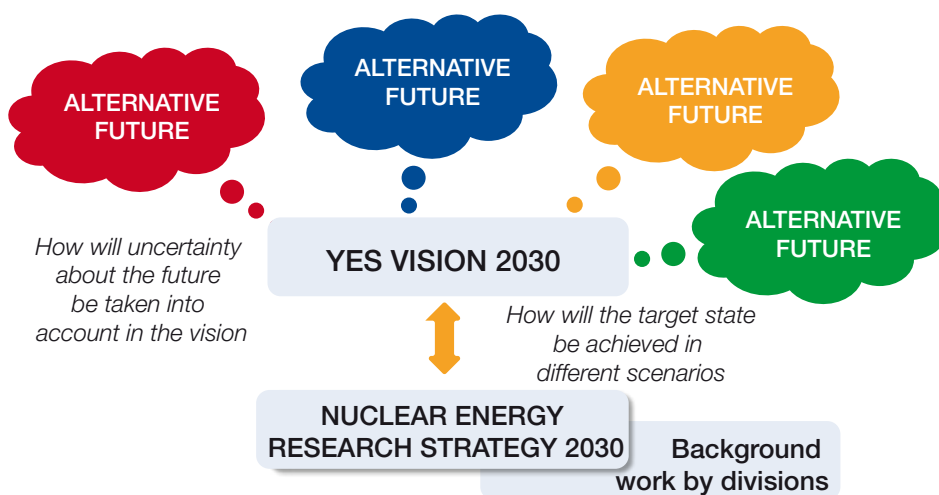 ALTERNATIVE
FUTURE
ALTERNATIVE
FUTURE
ALTERNATIVE
FUTURE
ALTERNATIVE
FUTURE
How will uncertainty
about the future
be taken into
account in the vision
YES VISION 2030
How will the target state
be achieved in
different scenarios
NUCLEAR ENERGY
RESEARCH STRATEGY 2030
Background
work by divisions